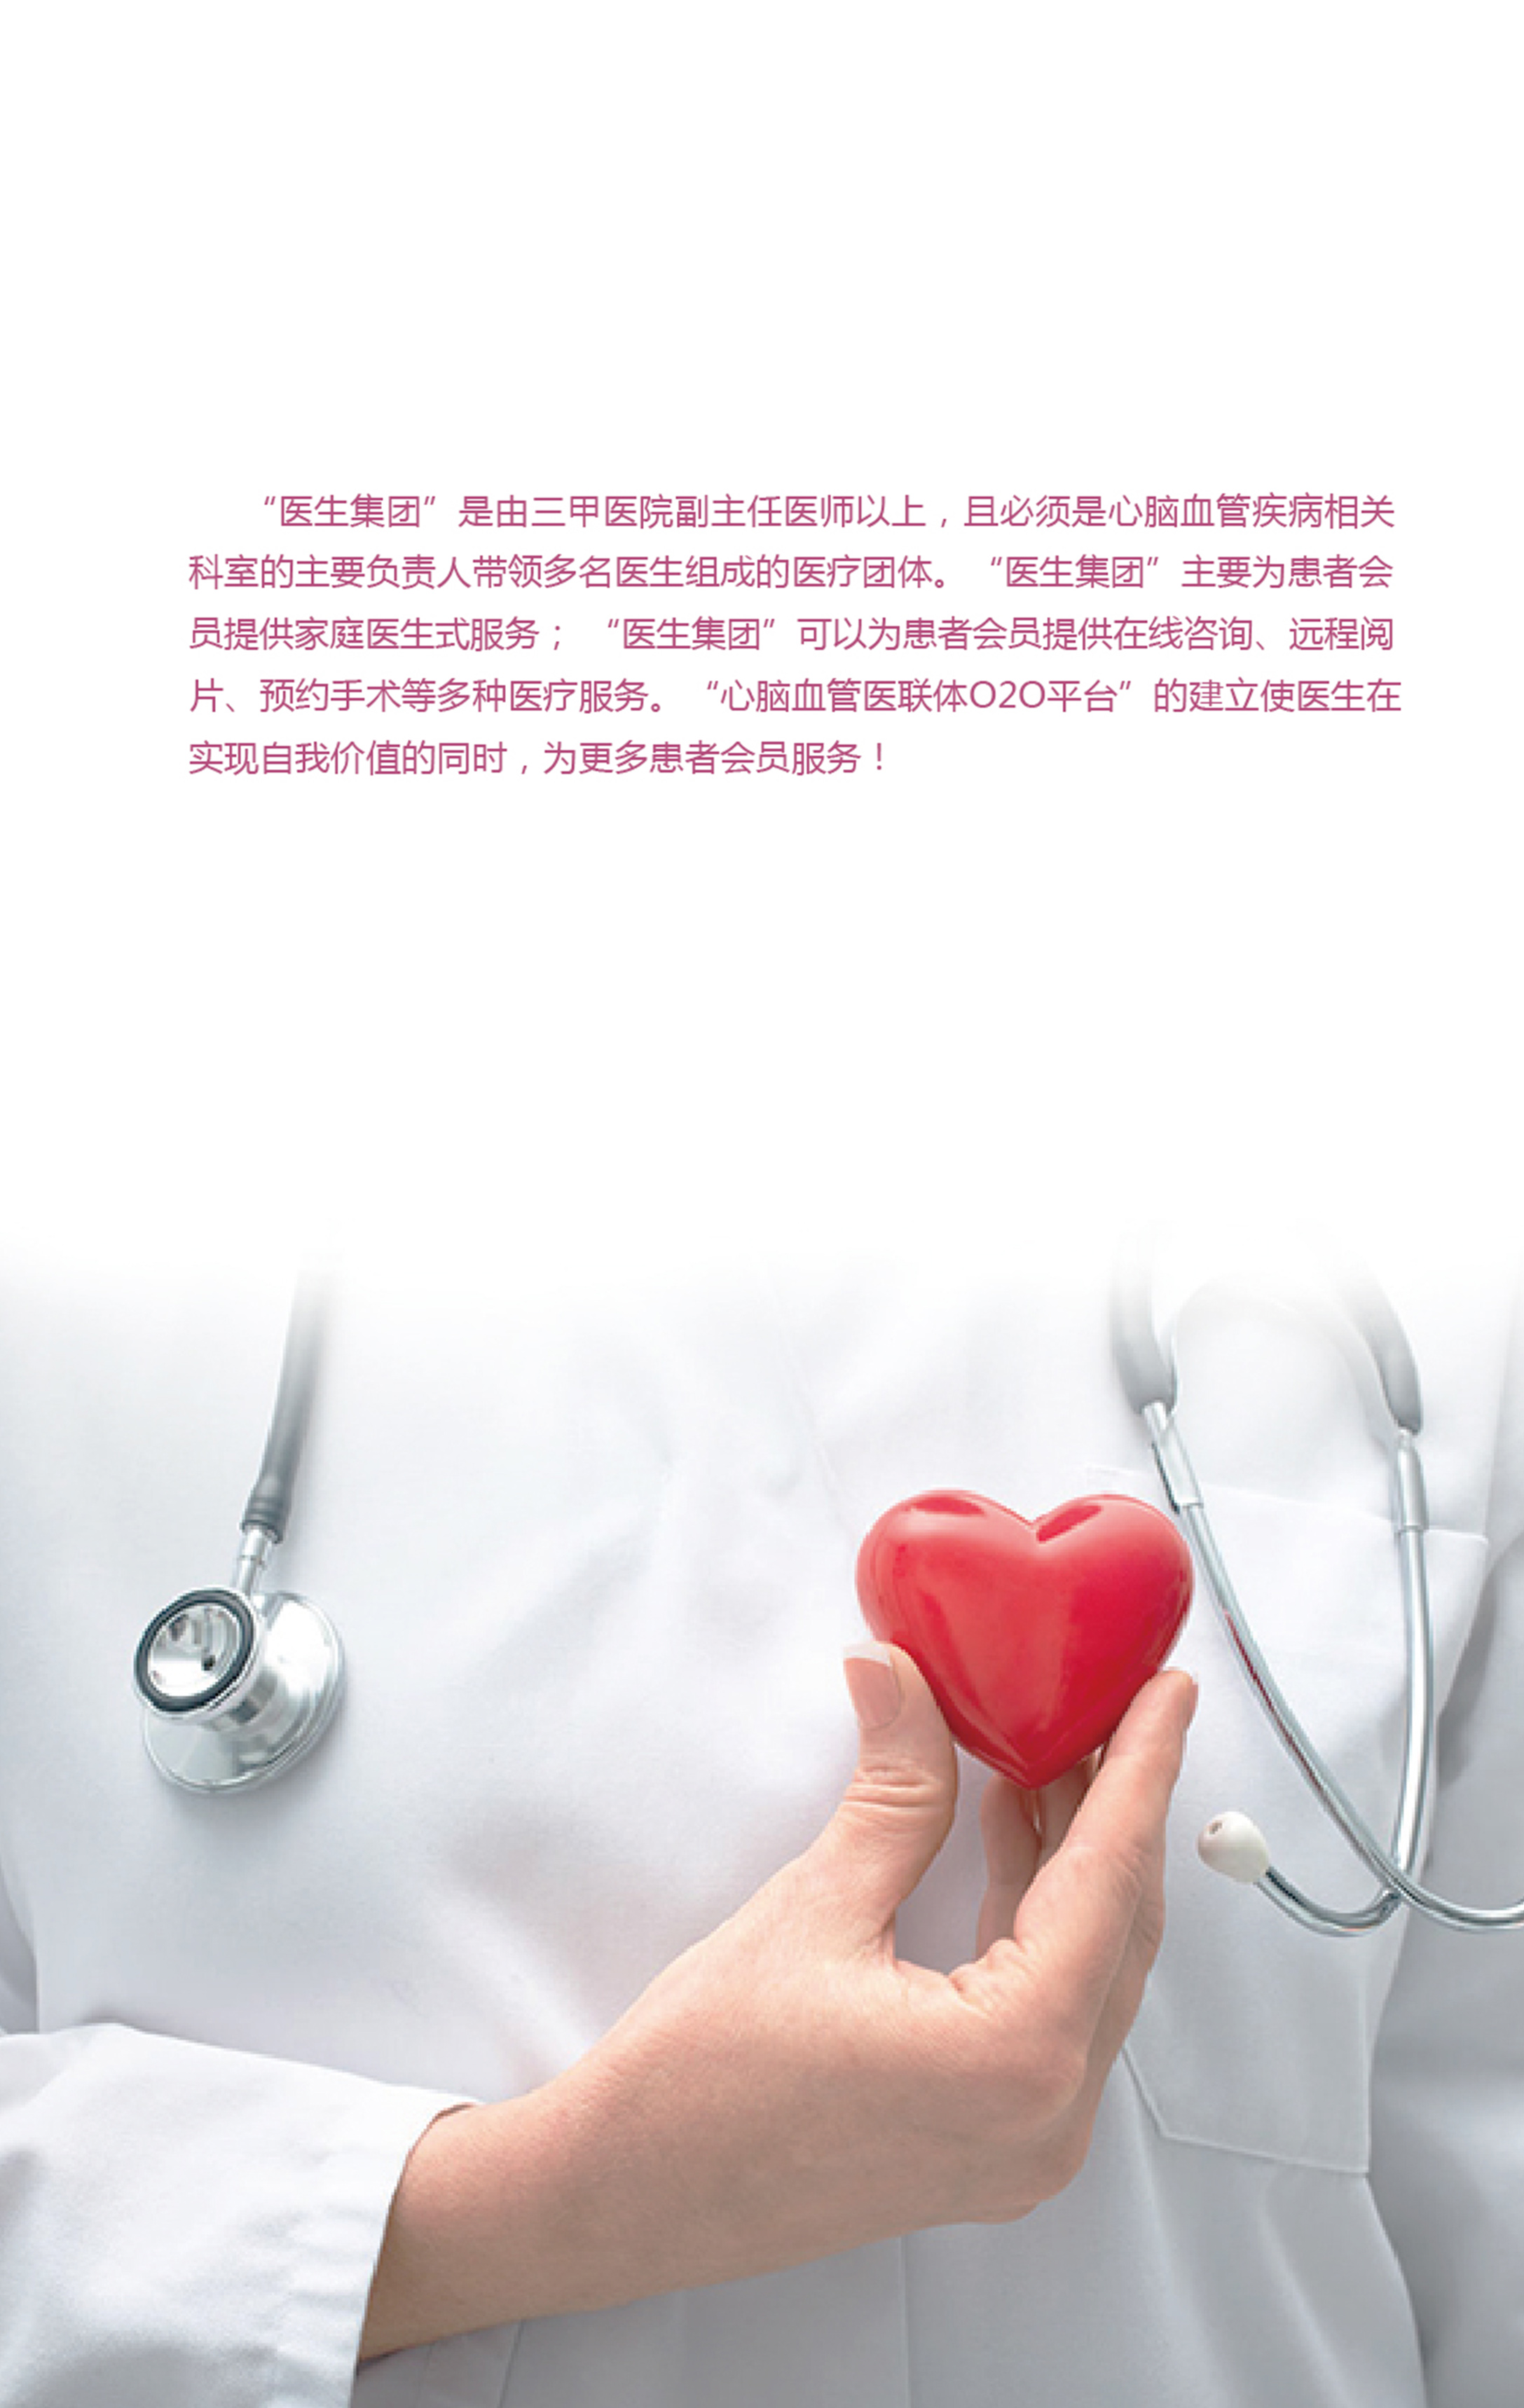 “医生集团”是由三甲医院副主任医师以上，且必须是心脑血管疾病相关
科室的主要负责人带领多名医生组成的医疗团体。“医生集团”主要为患者会
员提供家庭医生式服务；“医生集团”可以为患者会员提供在线咨询、远程阅
片、预约手术等多种医疗服务。“心脑血管医联体O2O平台”的建立使医生在
实现自我价值的同时，为更多患者会员服务！